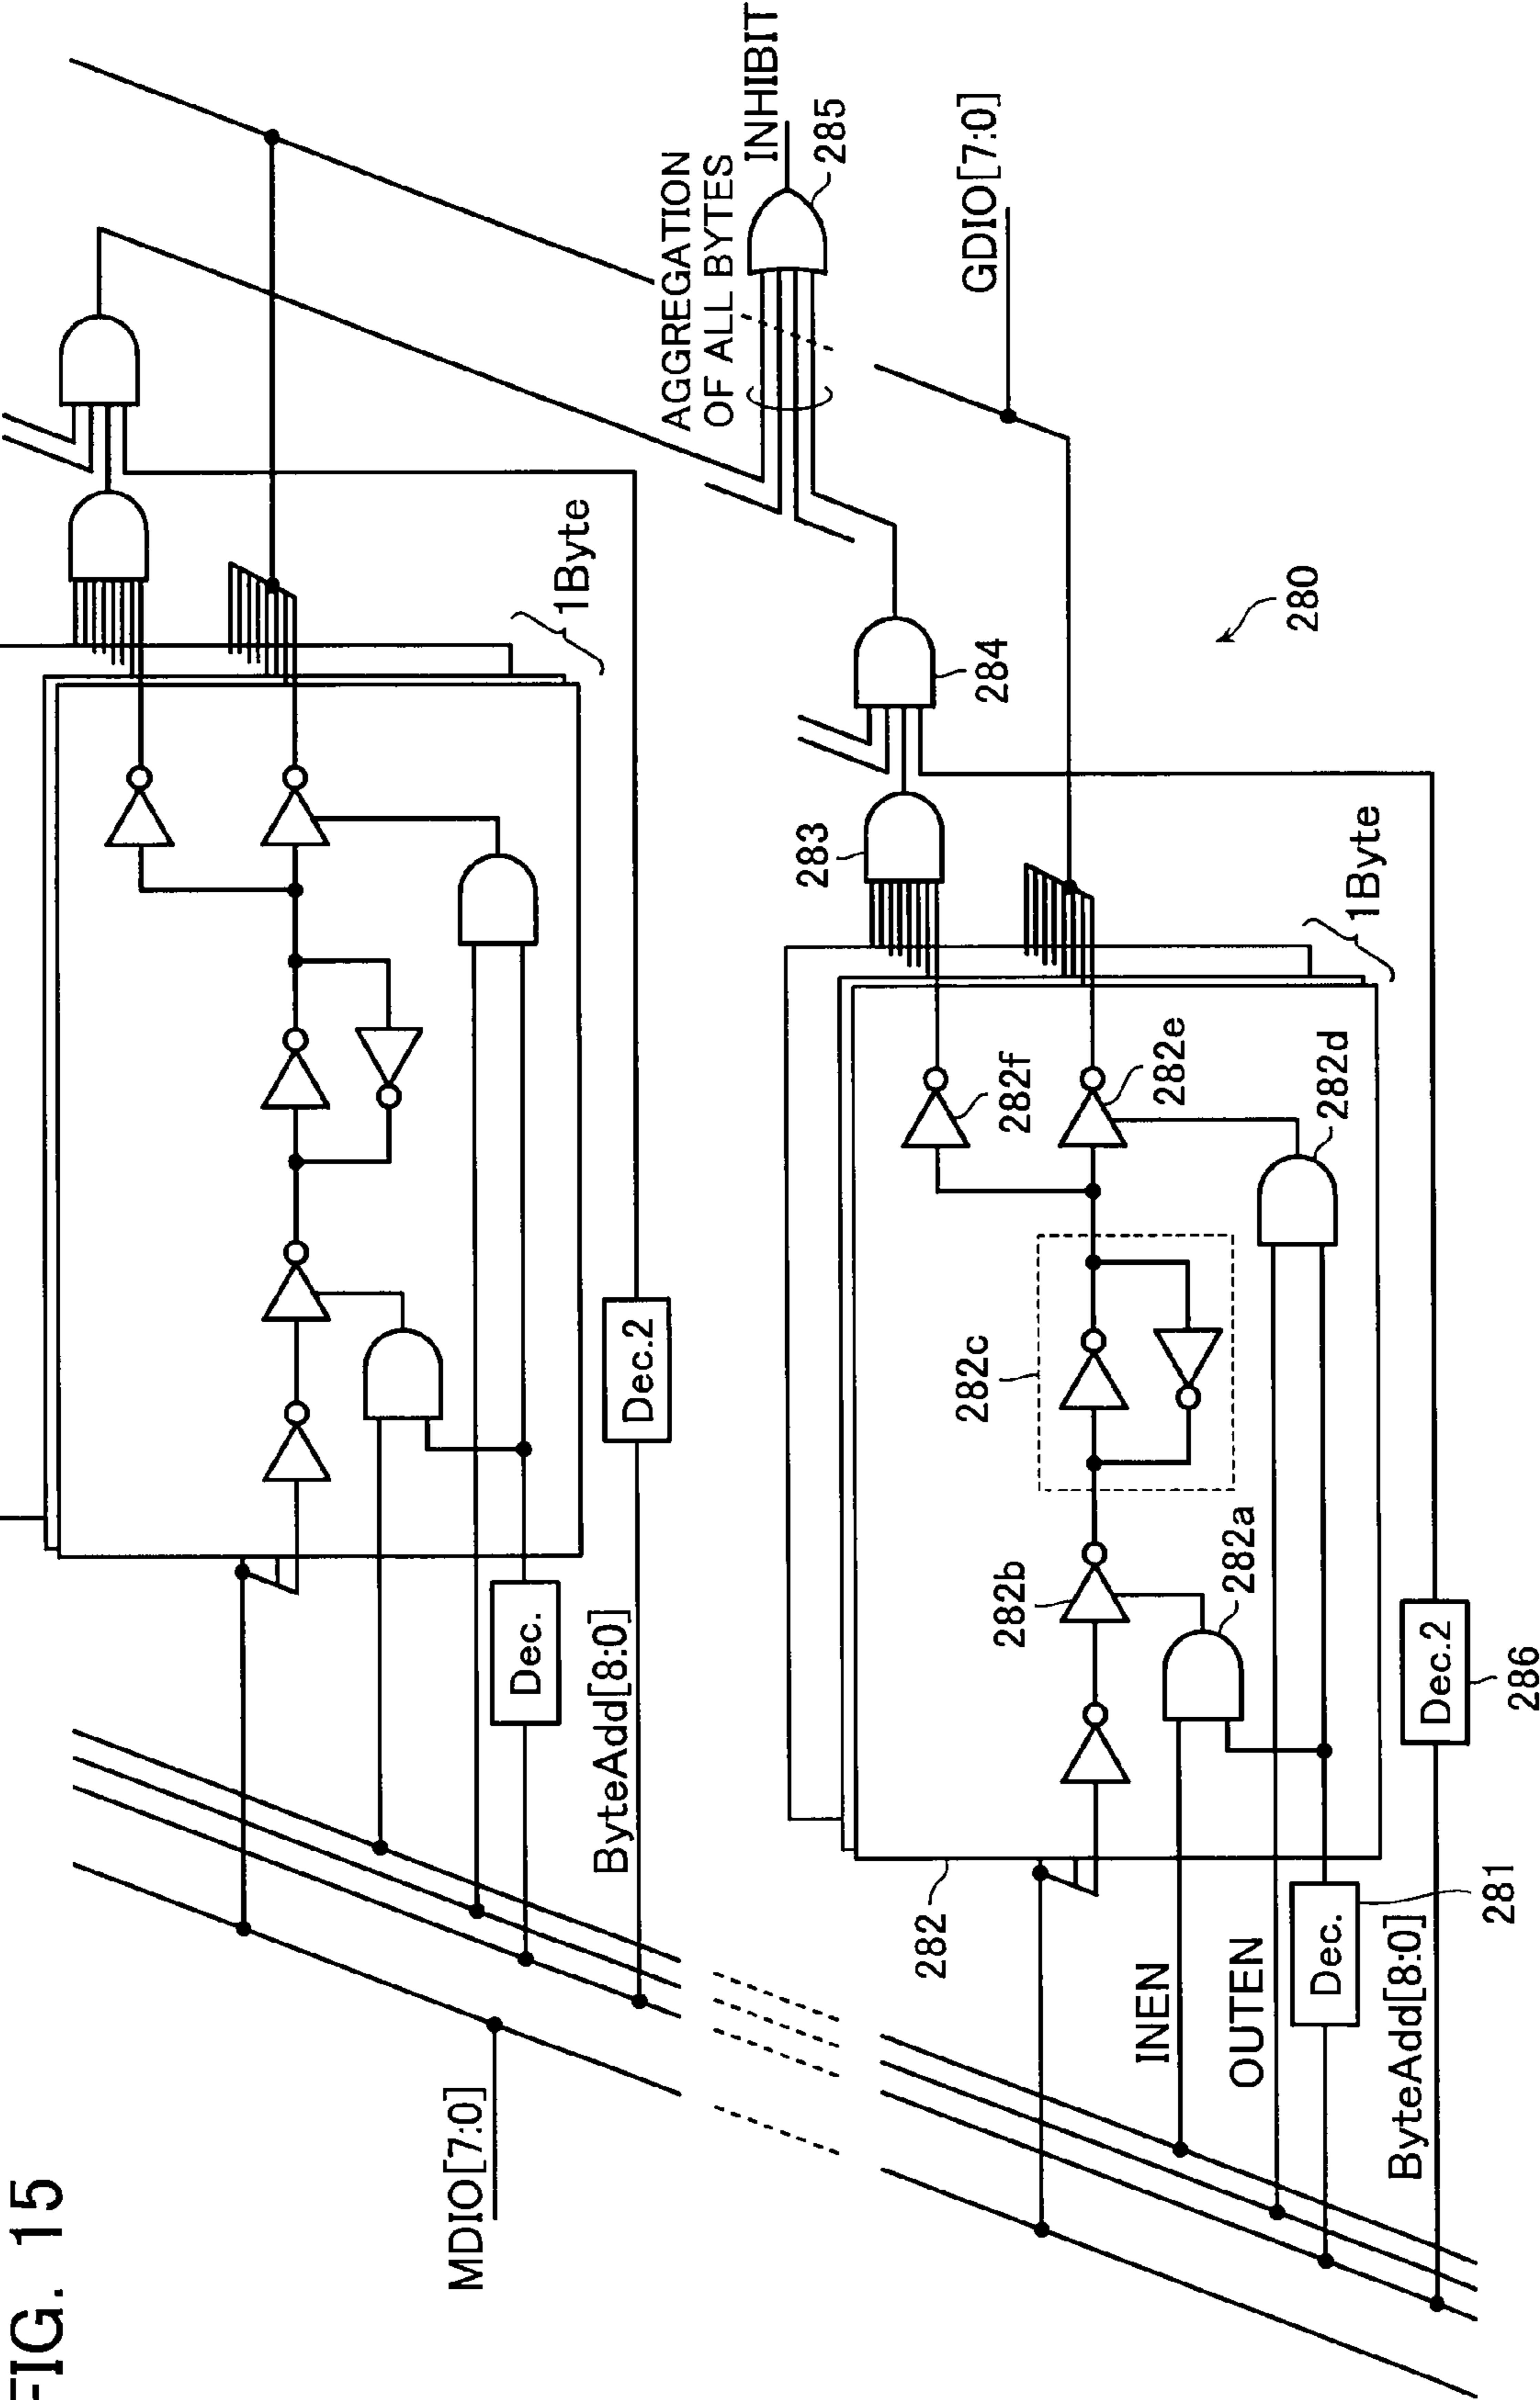 FIG. 15
MDIO[7:0]
Dec.
ByteAdd[8:0]
Dec.2
1Byte
AGGREGATION
OF ALL BYTES
INHIBIT
285
GDIO[7:0]
280
284
283
1Byte
282
282a
282b
282c
282d
282e
282f
INEN
OUTEN
Dec.
281
ByteAdd[8:0]
Dec.2
286